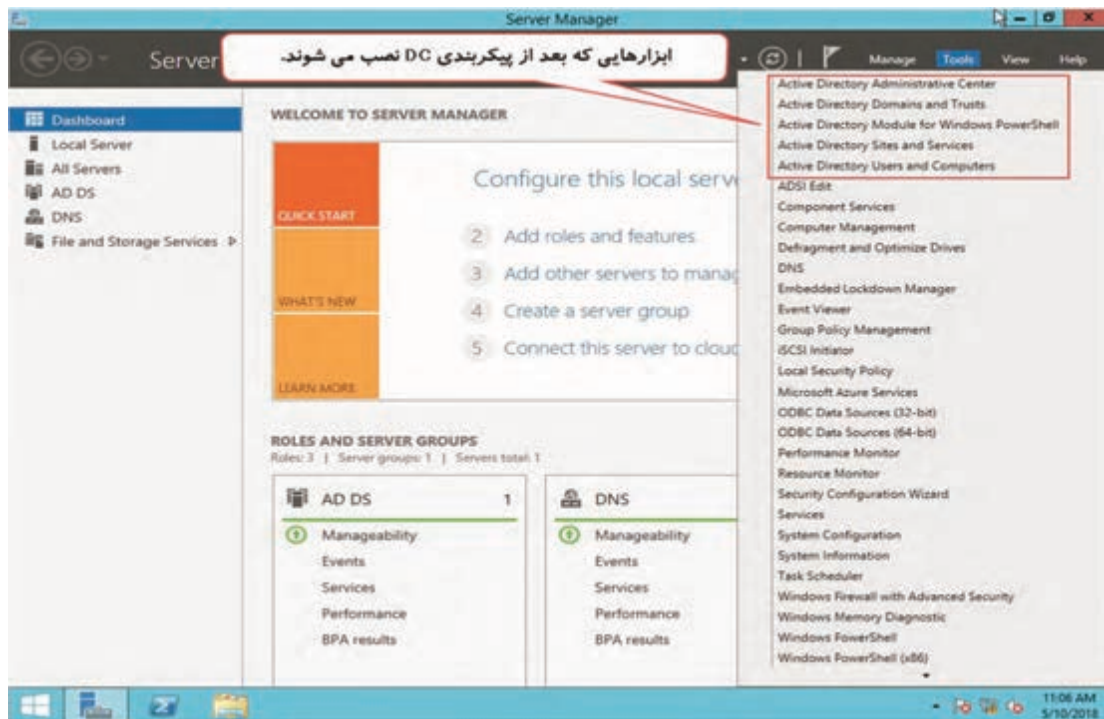 Server Manager
Server
ابزارهایی که بعد از پیکربندی DC نصب می شوند.
Manage Tools View Help
Dashboard
Local Server
All Servers
AD DS
DNS
File and Storage Services
WELCOME TO SERVER MANAGER
QUICK START
WHAT'S NEW
LEARN MORE
Configure this local serve
2 Add roles and features
3 Add other servers to manag
4 Create a server group
5 Connect this server to cloud
ROLES AND SERVER GROUPS
Roles: 3 | Server groups: 1 | Servers total: 1
AD DS 1
Manageability
Events
Services
Performance
BPA results
DNS
Manageability
Events
Services
Performance
BPA results
Active Directory Administrative Center
Active Directory Domains and Trusts
Active Directory Module for Windows PowerShell
Active Directory Sites and Services
Active Directory Users and Computers
ADSI Edit
Component Services
Computer Management
Defragment and Optimize Drives
DNS
Embedded Lockdown Manager
Event Viewer
Group Policy Management
iSCSI Initiator
Local Security Policy
Microsoft Azure Services
ODBC Data Sources (32-bit)
ODBC Data Sources (64-bit)
Performance Monitor
Resource Monitor
Security Configuration Wizard
Services
System Configuration
System Information
Task Scheduler
Windows Firewall with Advanced Security
Windows Memory Diagnostic
Windows PowerShell
Windows PowerShell (x86)
11:06 AM
5/10/2018